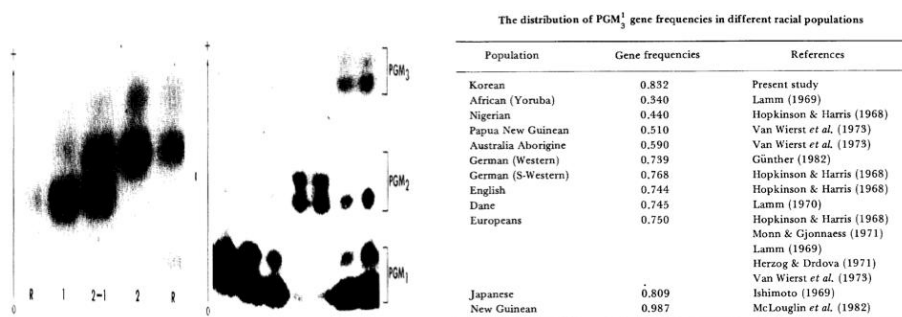 +
R 1 2-1 2 R
0
+
PGM3
PGM2
PGM1
0
The distribution of PGM¹₃ gene frequencies in different racial populations
Population Gene frequencies References
Korean 0.832 Present study
African (Yoruba) 0.340 Lamm (1969)
Nigerian 0.440 Hopkinson & Harris (1968)
Papua New Guinean 0.510 Van Wierst et al. (1973)
Australia Aborigine 0.590 Van Wierst et al. (1973)
German (Western) 0.739 Günther (1982)
German (S-Western) 0.768 Hopkinson & Harris (1968)
English 0.744 Hopkinson & Harris (1968)
Dane 0.745 Lamm (1970)
Europeans 0.750 Hopkinson & Harris (1968)
Monn & Gjonnaess (1971)
Lamm (1969)
Herzog & Drdova (1971)
Van Wierst et al. (1973)
Japanese 0.809 Ishimoto (1969)
New Guinean 0.987 McLouglin et al. (1982)